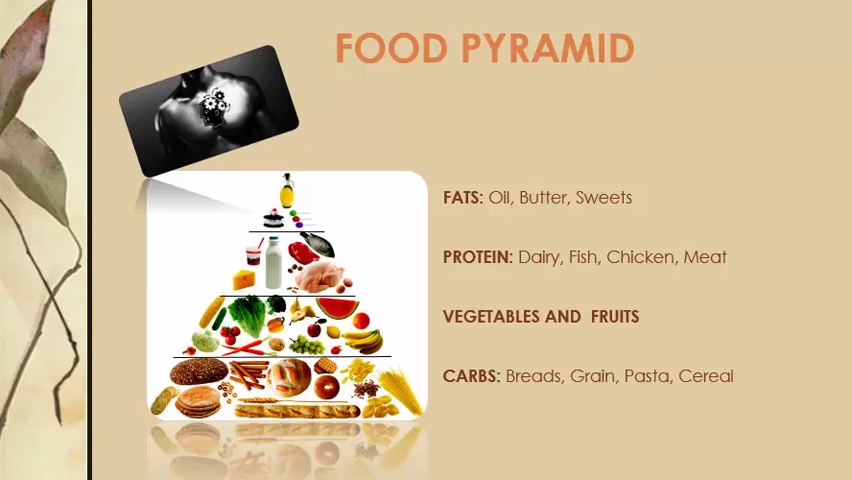 FOOD PYRAMID
FATS: Oil, Butter, Sweets
PROTEIN: Dairy, Fish, Chicken, Meat
VEGETABLES AND  FRUITS
CARBS: Breads, Grain, Pasta, Cereal